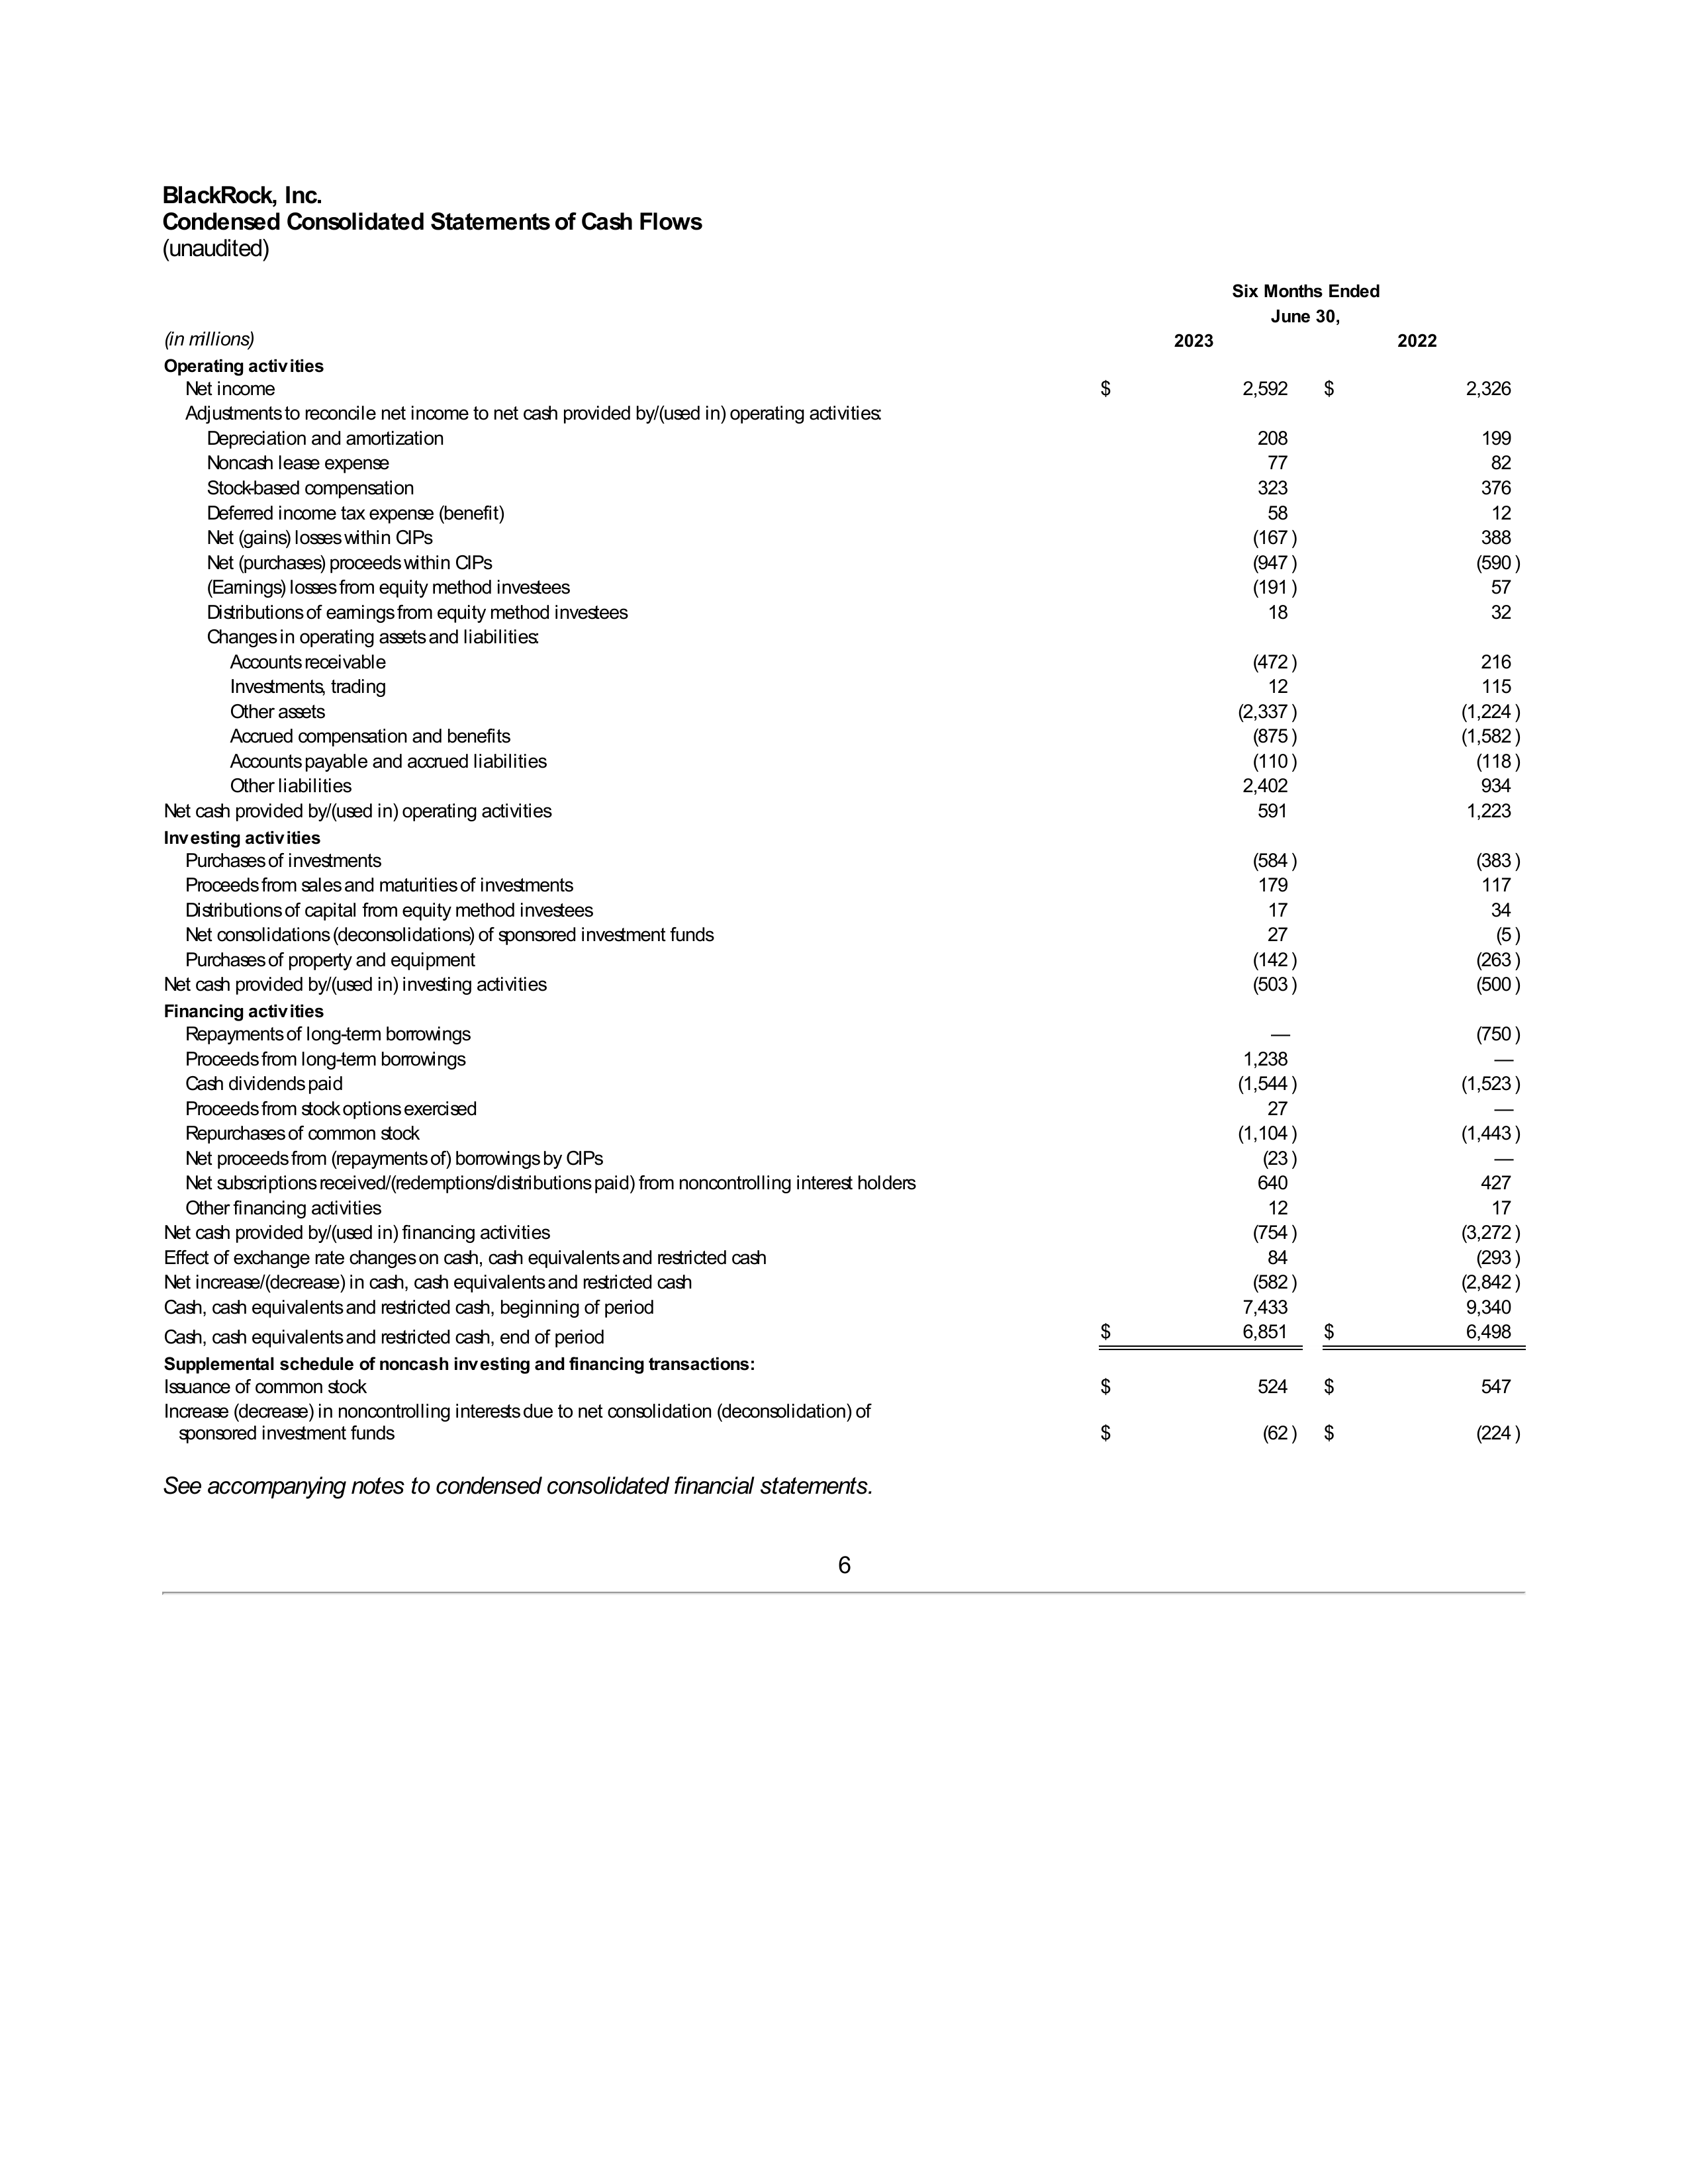 BlackRock, Inc.
Condensed Consolidated Statements of Cash Flows
(unaudited)
Six Months Ended
June 30,
(in millions) 2023 2022
Operating activities
Net income $ 2,592 $ 2,326
Adjustments to reconcile net income to net cash provided by/(used in) operating activities:
Depreciation and amortization 208 199
Noncash lease expense 77 82
Stock-based compensation 323 376
Deferred income tax expense (benefit) 58 12
Net (gains) losses within CIPs (167) 388
Net (purchases) proceeds within CIPs (947) (590)
(Earnings) losses from equity method investees (191) 57
Distributions of earnings from equity method investees 18 32
Changes in operating assets and liabilities:
Accounts receivable (472) 216
Investments, trading 12 115
Other assets (2,337) (1,224)
Accrued compensation and benefits (875) (1,582)
Accounts payable and accrued liabilities (110) (118)
Other liabilities 2,402 934
Net cash provided by/(used in) operating activities 591 1,223
Investing activities
Purchases of investments (584) (383)
Proceeds from sales and maturities of investments 179 117
Distributions of capital from equity method investees 17 34
Net consolidations (deconsolidations) of sponsored investment funds 27 (5)
Purchases of property and equipment (142) (263)
Net cash provided by/(used in) investing activities (503) (500)
Financing activities
Repayments of long-term borrowings — (750)
Proceeds from long-term borrowings 1,238 —
Cash dividends paid (1,544) (1,523)
Proceeds from stock options exercised 27 —
Repurchases of common stock (1,104) (1,443)
Net proceeds from (repayments of) borrowings by CIPs (23) —
Net subscriptions received/(redemptions/distributions paid) from noncontrolling interest holders 640 427
Other financing activities 12 17
Net cash provided by/(used in) financing activities (754) (3,272)
Effect of exchange rate changes on cash, cash equivalents and restricted cash 84 (293)
Net increase/(decrease) in cash, cash equivalents and restricted cash (582) (2,842)
Cash, cash equivalents and restricted cash, beginning of period 7,433 9,340
Cash, cash equivalents and restricted cash, end of period $ 6,851 $ 6,498
Supplemental schedule of noncash investing and financing transactions:
Issuance of common stock $ 524 $ 547
Increase (decrease) in noncontrolling interests due to net consolidation (deconsolidation) of
sponsored investment funds $ (62) $ (224)
See accompanying notes to condensed consolidated financial statements.
6